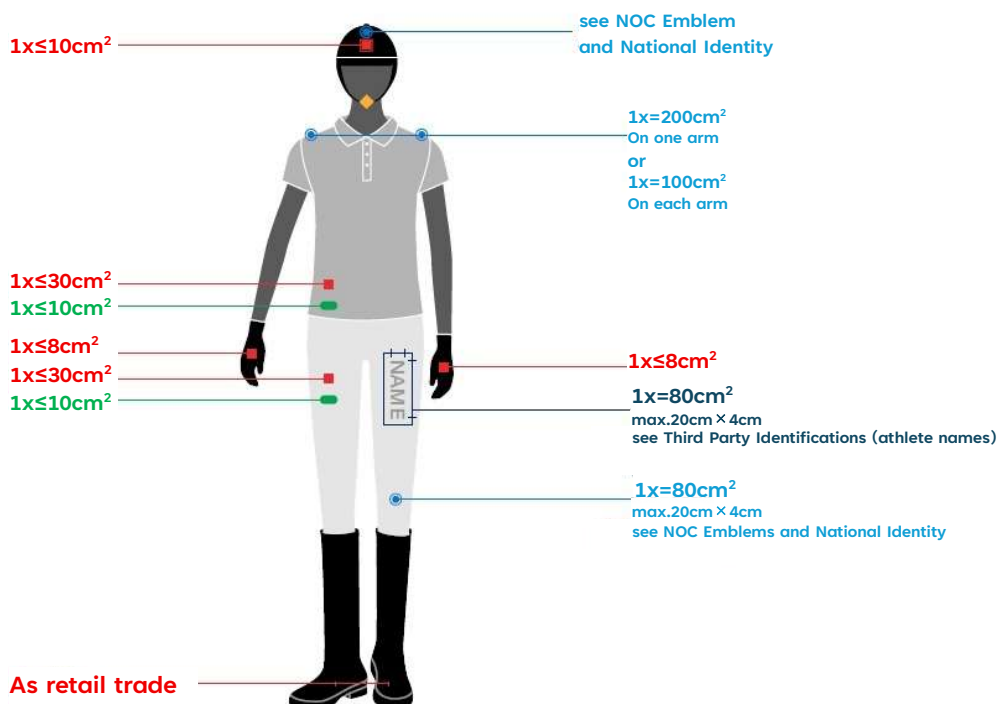 1x≤10cm²
see NOC Emblem
and National Identity
1x=200cm²
On one arm
or
1x=100cm²
On each arm
1x≤30cm²
1x≤10cm²
1x≤8cm²
1x≤30cm²
1x≤10cm²
NAME
1x≤8cm²
1x=80cm²
max.20cm×4cm
see Third Party Identifications (athlete names)
1x=80cm²
max.20cm×4cm
see NOC Emblems and National Identity
As retail trade